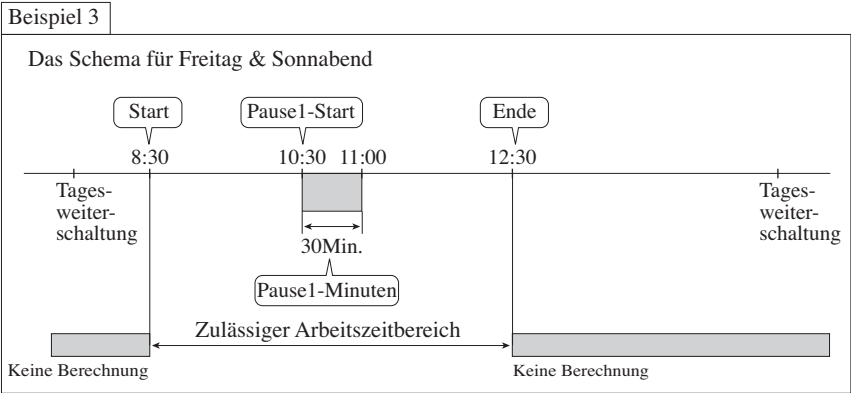 Beispiel 3
Das Schema für Freitag & Sonnabend
Start
Pause1-Start
Ende
8:30
10:30
11:00
12:30
Tages-
weiter-
schaltung
Tages-
weiter-
schaltung
30Min.
Pause1-Minuten
Zulässiger Arbeitszeitbereich
Keine Berechnung
Keine Berechnung